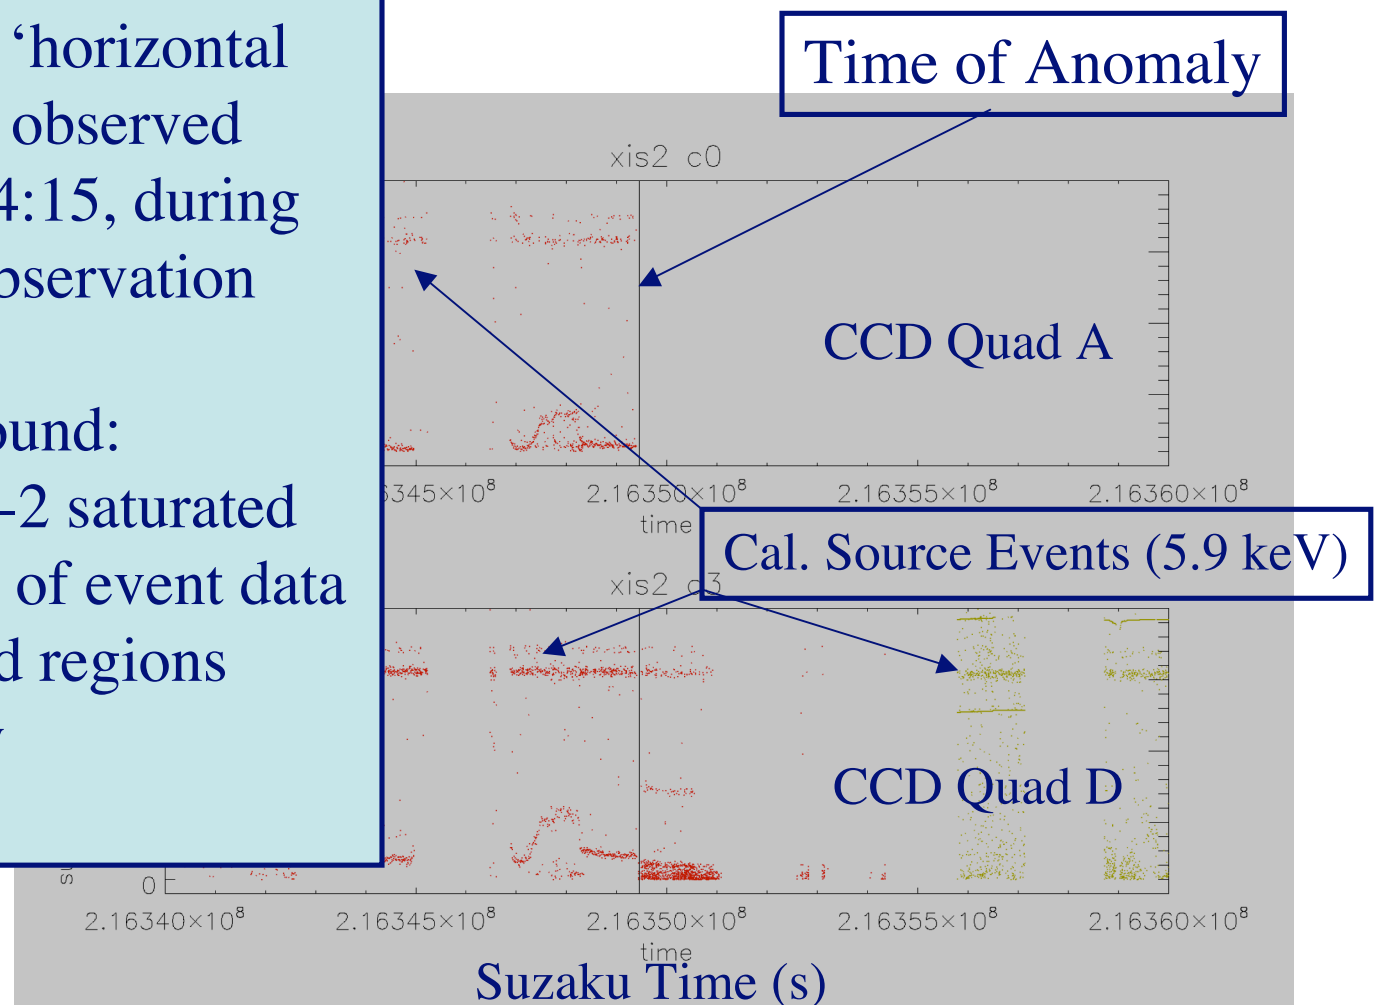 ‘horizontal
observed
4:15, during
bservation
ound:
-2 saturated
of event data
d regions
Time of Anomaly
xis2 c0
CCD Quad A
6345×10⁸
2.16350×10⁸
2.16355×10⁸
2.16360×10⁸
time
Cal. Source Events (5.9 keV)
xis2 c3
CCD Quad D
0
2.16340×10⁸
2.16345×10⁸
2.16350×10⁸
2.16355×10⁸
2.16360×10⁸
time
Suzaku Time (s)